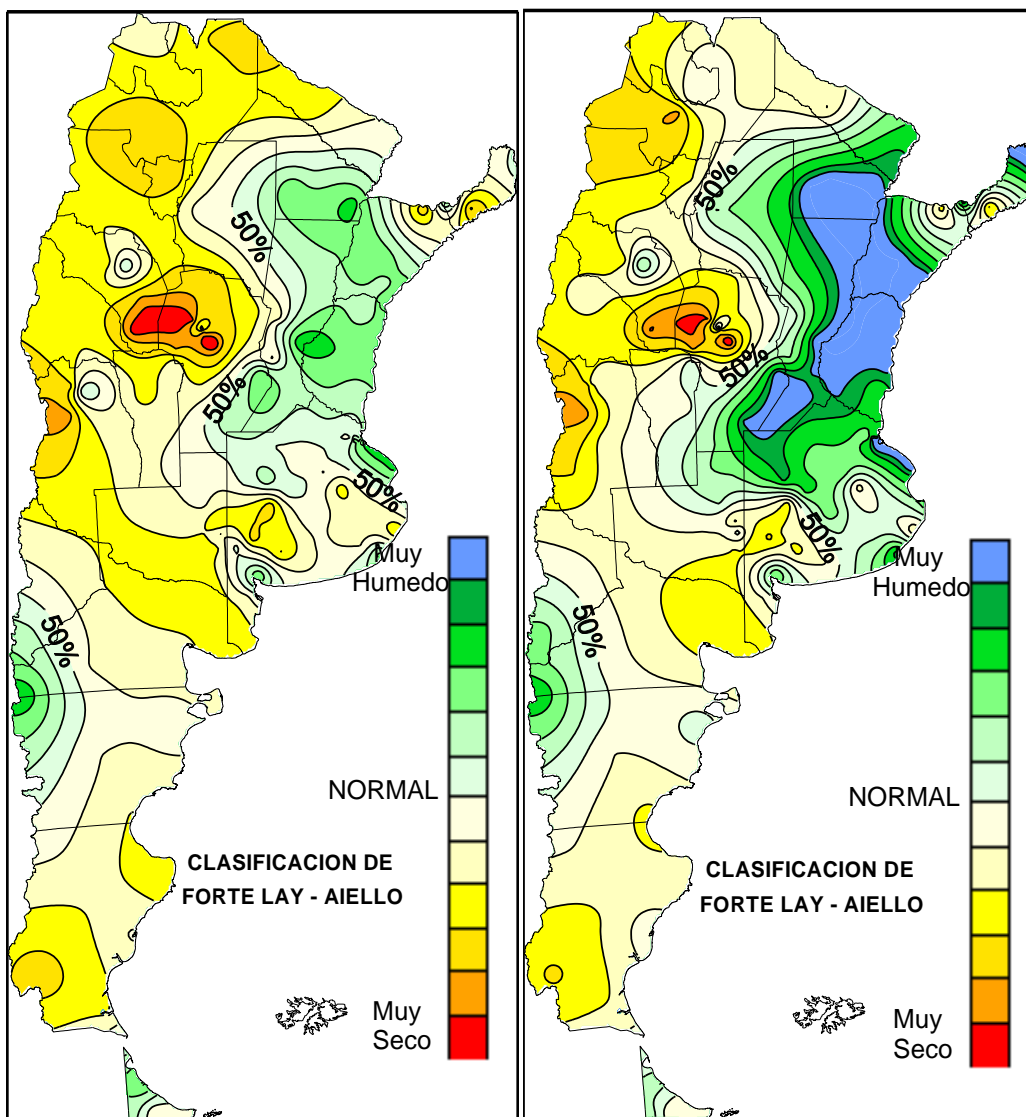 50%
50%
50%
50%
Muy
Humedo
NORMAL
CLASIFICACION DE
FORTE LAY - AIELLO
Muy
Seco
50%
50%
50%
50%
Muy
Humedo
NORMAL
CLASIFICACION DE
FORTE LAY - AIELLO
Muy
Seco